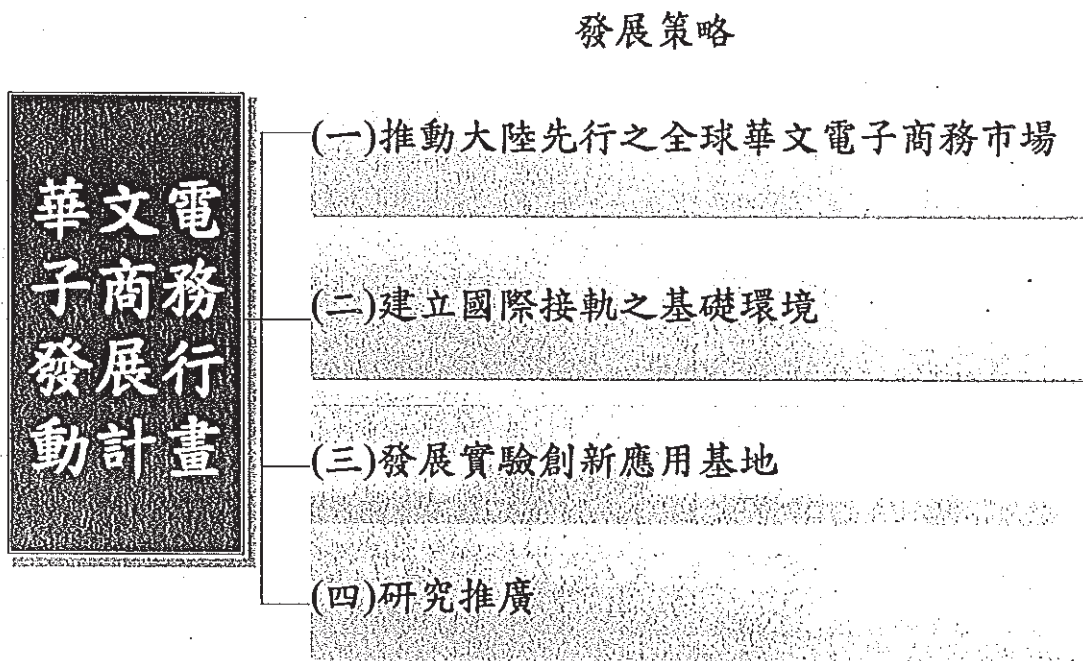 發展策略
華文電
子商務
發展行
動計畫
(一)推動大陸先行之全球華文電子商務市場
(二)建立國際接軌之基礎環境
(三)發展實驗創新應用基地
(四)研究推廣